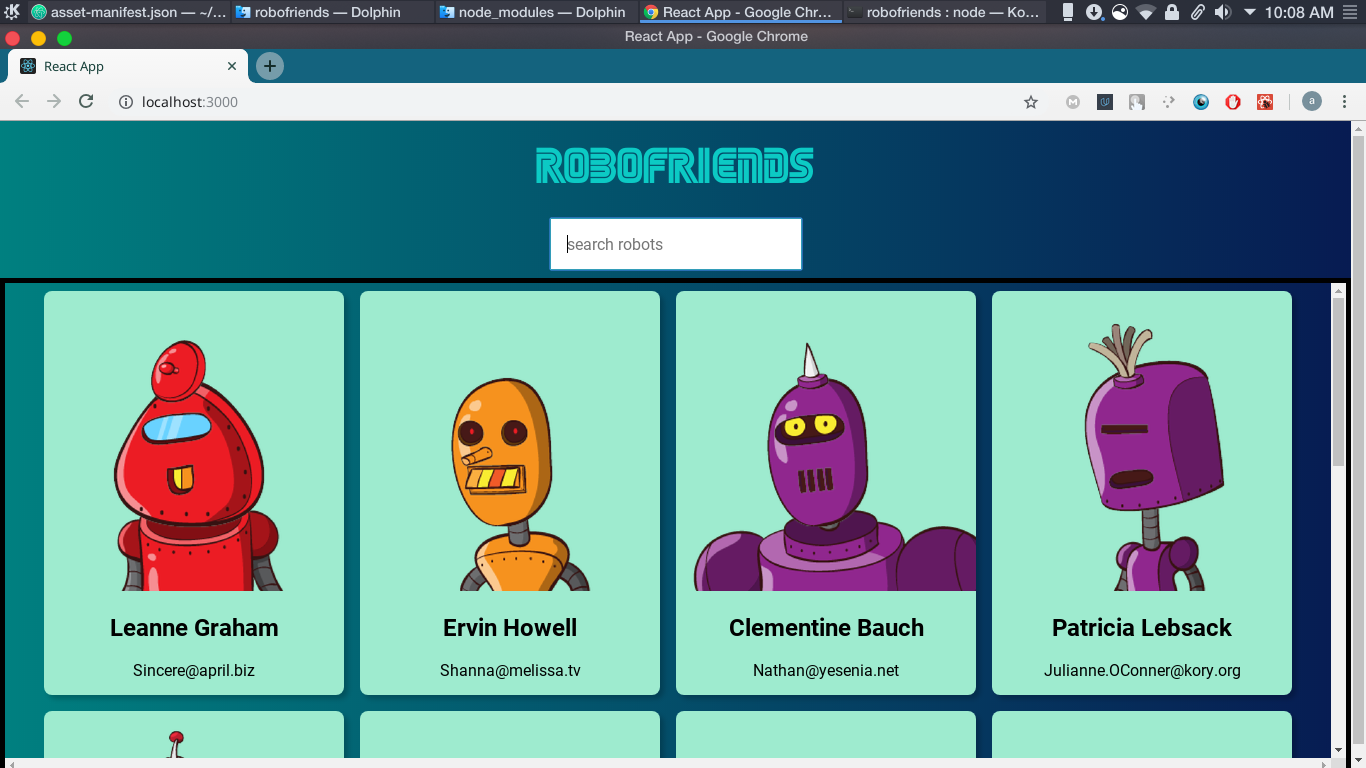 asset-manifest.json — ~/...
robofriends — Dolphin
node_modules — Dolphin
React App - Google Chr...
robofriends : node — Ko...
10:08 AM
React App - Google Chrome
React App
localhost:3000
M
a
ROBOFRIENDS
search robots
Leanne Graham
Ervin Howell
Clementine Bauch
Patricia Lebsack
Sincere@april.biz
Shanna@melissa.tv
Nathan@yesenia.net
Julianne.OConner@kory.org